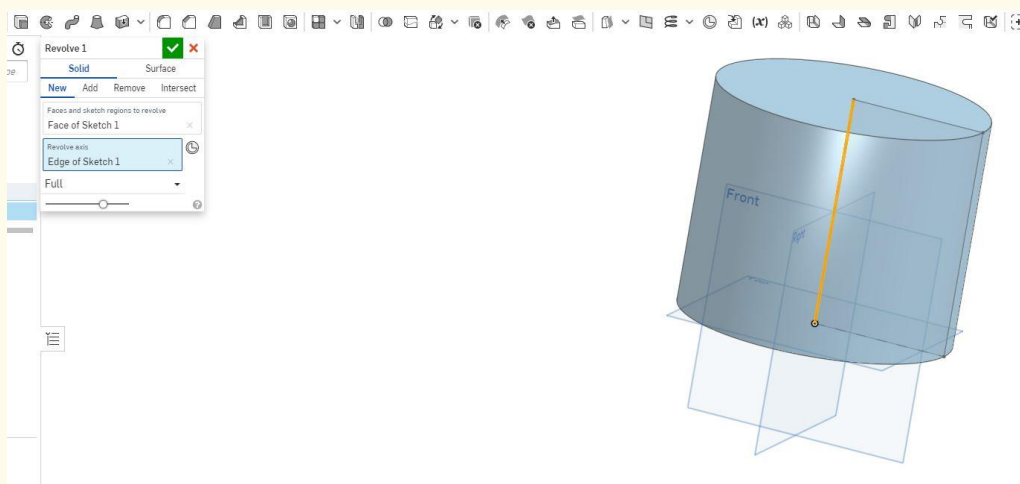 Revolve 1
Solid Surface
New Add Remove Intersect
Faces and sketch regions to revolve
Face of Sketch 1
Revolve axis
Edge of Sketch 1
Full
Front
(x)